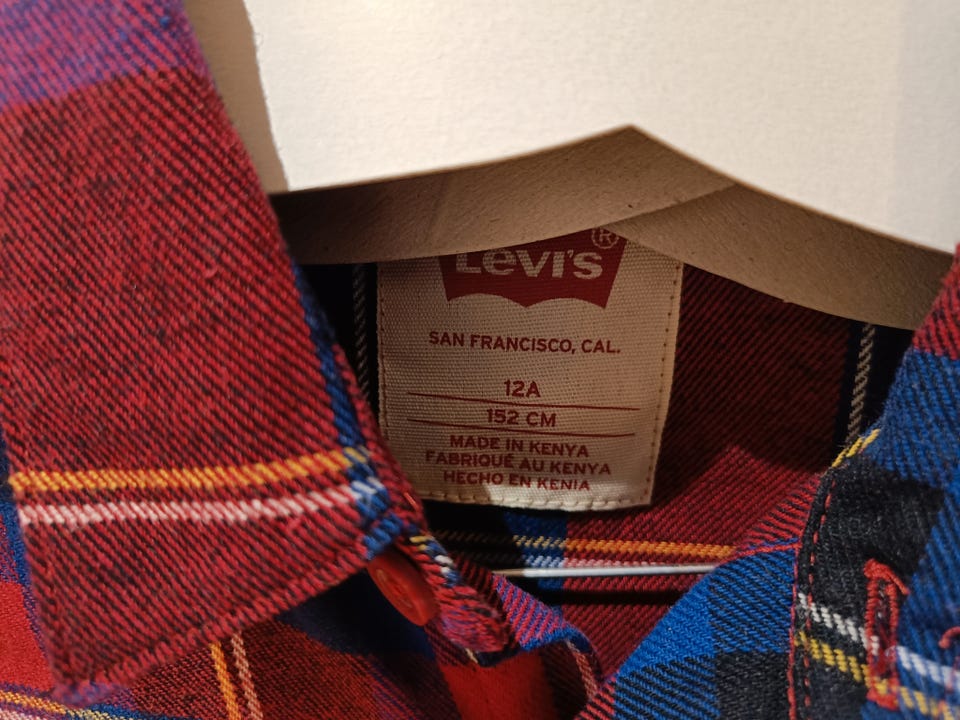 Levi's®
SAN FRANCISCO, CAL.
12A
152 CM
MADE IN KENYA
FABRIQUÉ AU KENYA
HECHO EN KENIA